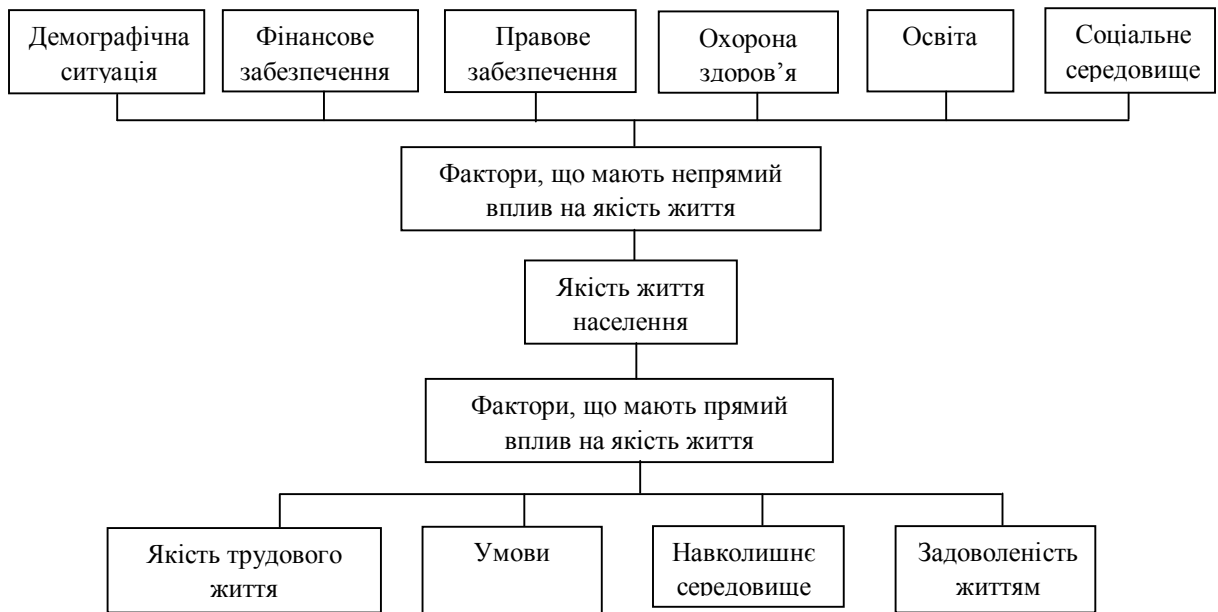 Демографічна
ситуація
Фінансове
забезпечення
Правове
забезпечення
Охорона
здоров’я
Освіта
Соціальне
середовище
Фактори, що мають непрямий
вплив на якість життя
Якість життя
населення
Фактори, що мають прямий
вплив на якість життя
Якість трудового
життя
Умови
Навколишнє
середовище
Задоволеність
життям